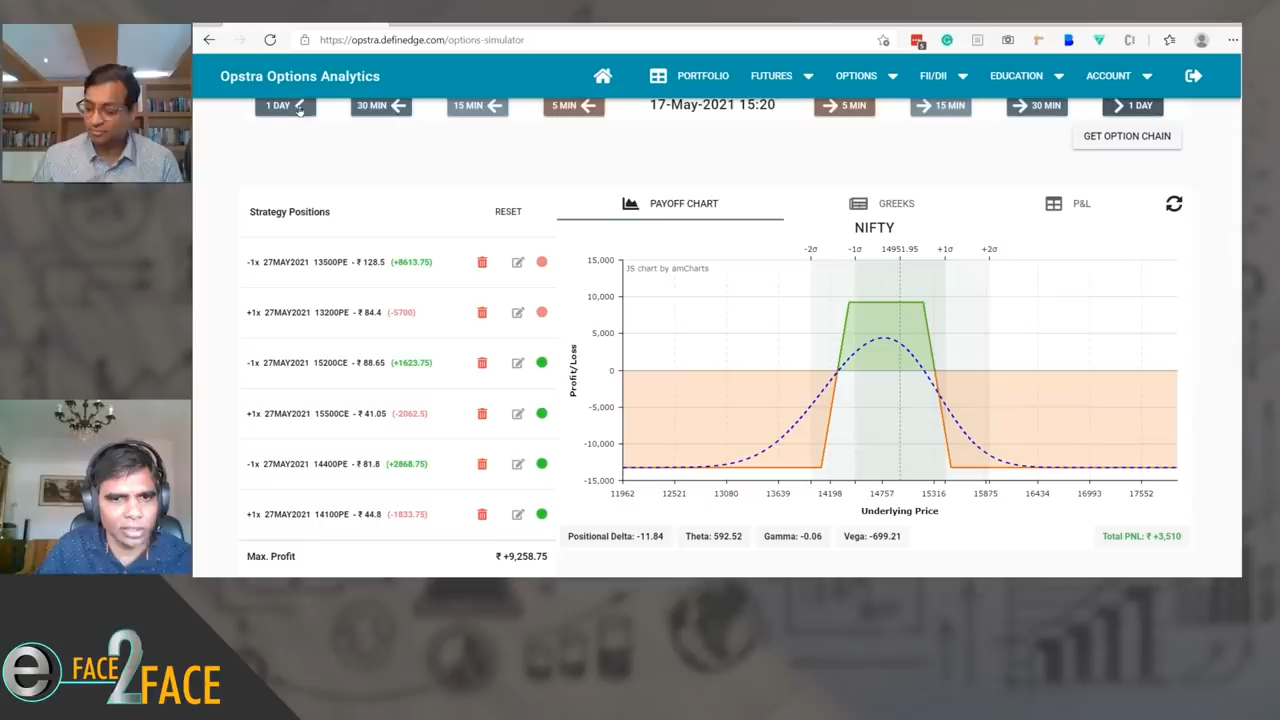 https://opstra.definedge.com/options-simulator
5
Opstra Options Analytics
PORTFOLIO
FUTURES
OPTIONS
FII/DII
EDUCATION
ACCOUNT
1 DAY
30 MIN
15 MIN
5 MIN
17-May-2021 15:20
5 MIN
15 MIN
30 MIN
1 DAY
GET OPTION CHAIN
Strategy Positions
RESET
PAYOFF CHART
GREEKS
P&L
NIFTY
-2σ
-1σ
14951.95
+1σ
+2σ
JS chart by amCharts
15,000
10,000
5,000
0
-5,000
-10,000
-15,000
Profit/Loss
11962
12521
13080
13639
14198
14757
15316
15875
16434
16993
17552
Underlying Price
-1x 27MAY2021 13500PE - ₹ 128.5 (+8613.75)
+1x 27MAY2021 13200PE - ₹ 84.4 (-5700)
-1x 27MAY2021 15200CE - ₹ 88.65 (+1623.75)
+1x 27MAY2021 15500CE - ₹ 41.05 (-2062.5)
-1x 27MAY2021 14400PE - ₹ 81.8 (+2868.75)
+1x 27MAY2021 14100PE - ₹ 44.8 (-1833.75)
Max. Profit
₹ +9,258.75
Positional Delta: -11.84
Theta: 592.52
Gamma: -0.06
Vega: -699.21
Total PNL: ₹ +3,510
e
FACE
2
FACE